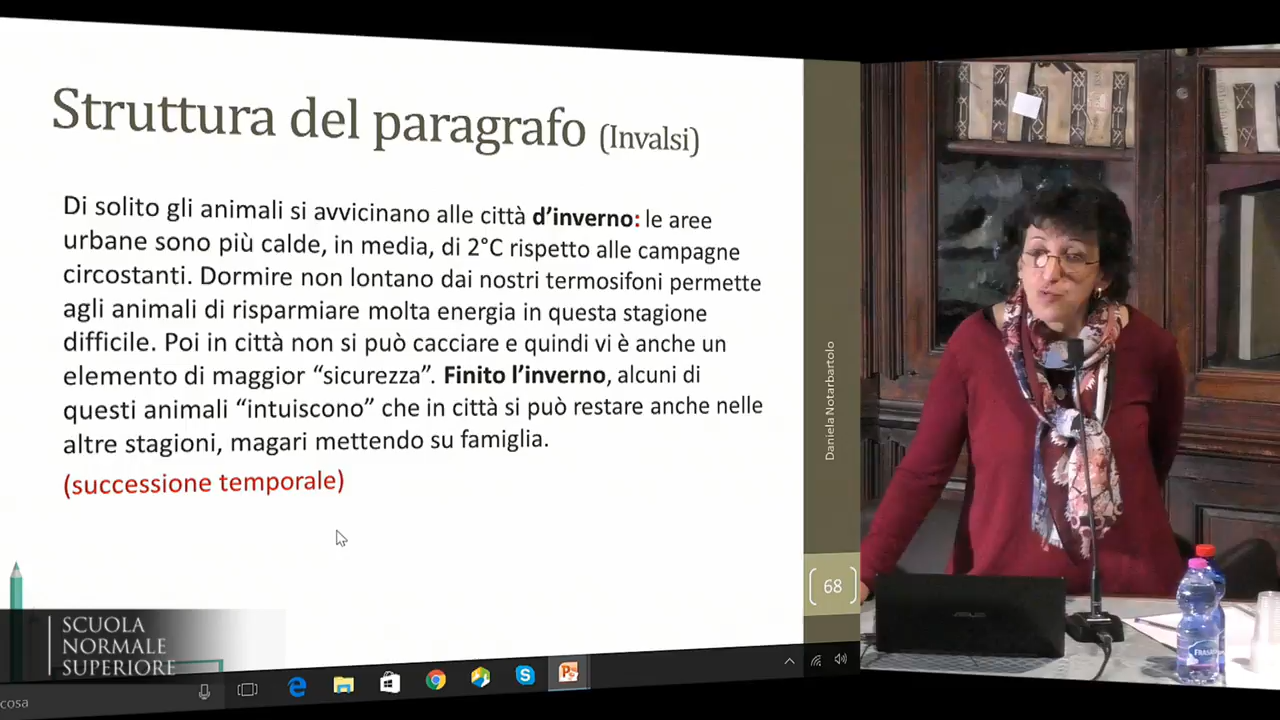 Struttura del paragrafo (Invalsi)
Di solito gli animali si avvicinano alle città d’inverno: le aree
urbane sono più calde, in media, di 2°C rispetto alle campagne
circostanti. Dormire non lontano dai nostri termosifoni permette
agli animali di risparmiare molta energia in questa stagione
difficile. Poi in città non si può cacciare e quindi vi è anche un
elemento di maggior “sicurezza”. Finito l’inverno, alcuni di
questi animali “intuiscono” che in città si può restare anche nelle
altre stagioni, magari mettendo su famiglia.
(successione temporale)
Daniela Notarbartolo
68
SCUOLA
NORMALE
SUPERIORE
cosa
ASUS